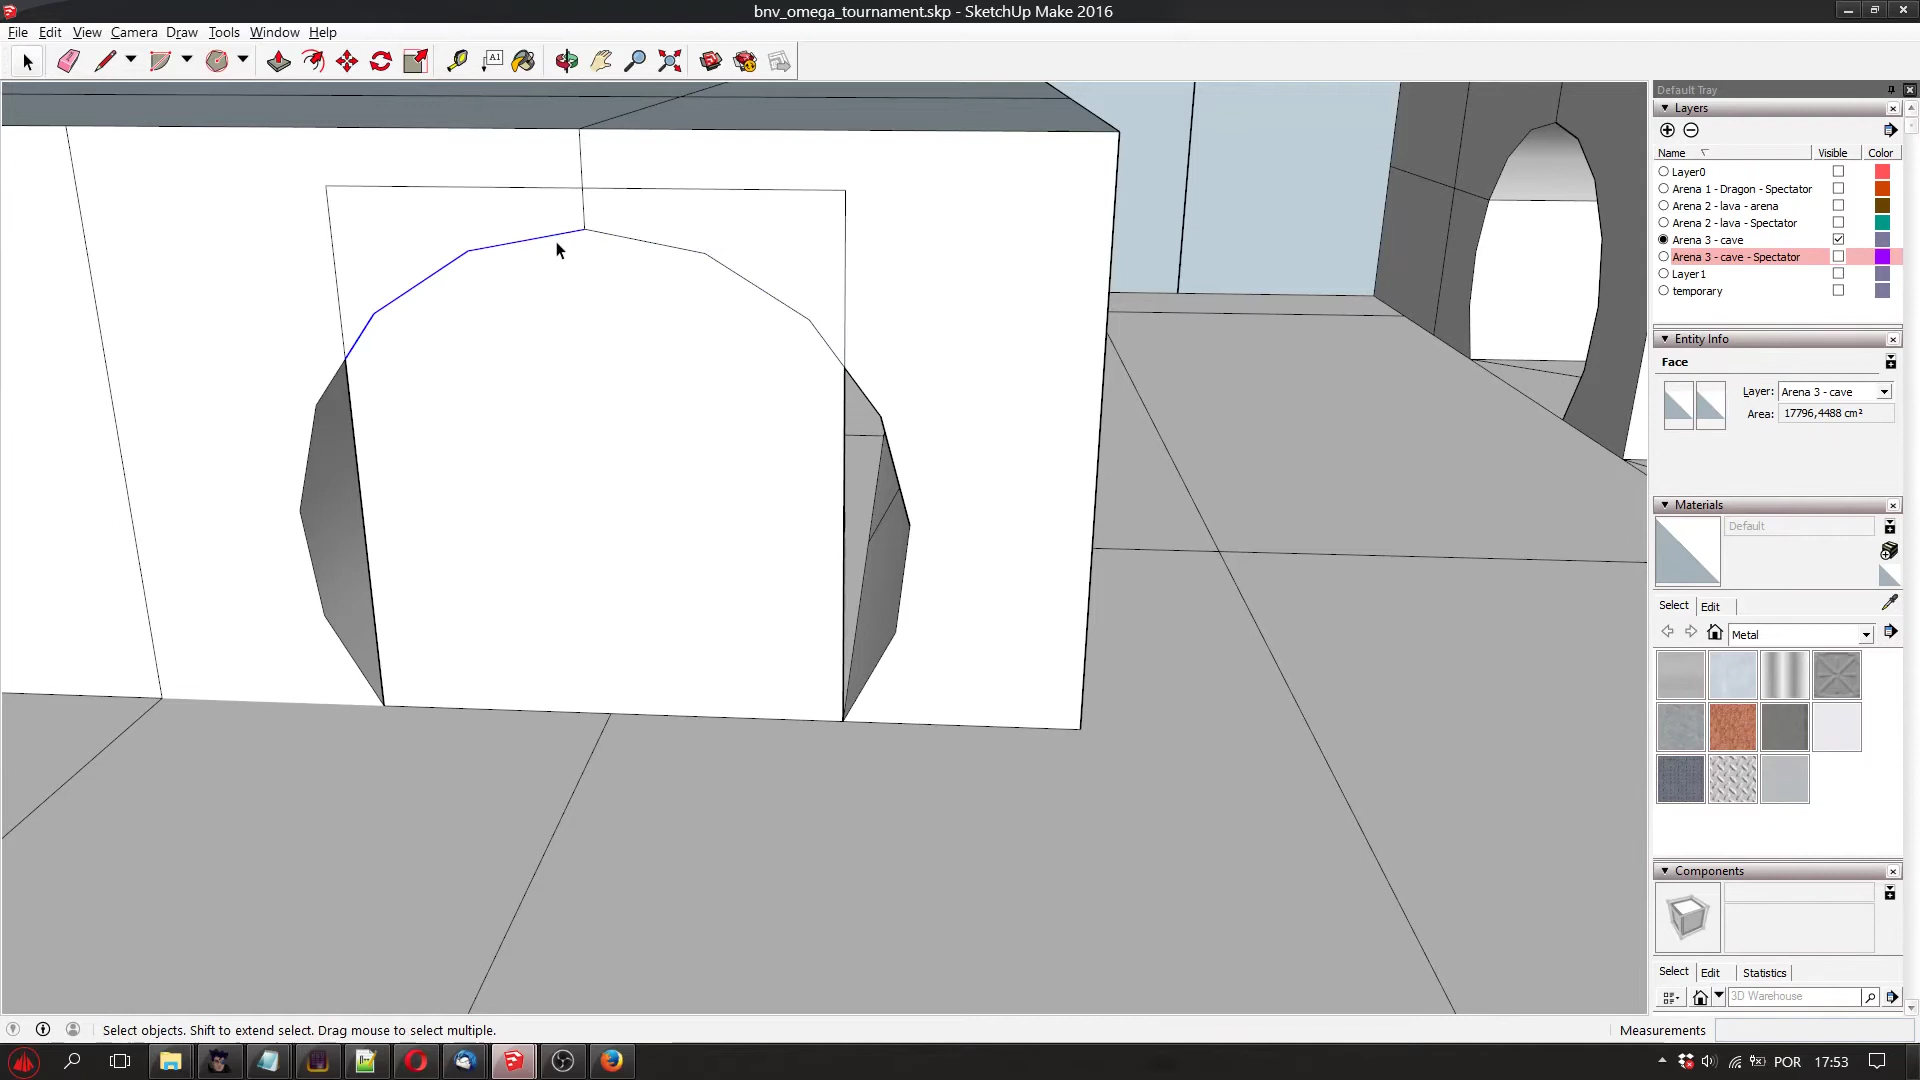 bnv_omega_tournament.skp - SketchUp Make 2016
File Edit View Camera Draw Tools Window Help
A1
Default Tray
Layers
Name Visible Color
Layer0
Arena 1 - Dragon - Spectator
Arena 2 - lava - arena
Arena 2 - lava - Spectator
Arena 3 - cave
Arena 3 - cave - Spectator
Layer1
temporary
Entity Info
Face
Layer: Arena 3 - cave
Area: 17796,4488 cm²
Materials
Default
Select Edit
Metal
Components
Select Edit Statistics
3D Warehouse
Select objects. Shift to extend select. Drag mouse to select multiple.
Measurements
POR 17:53